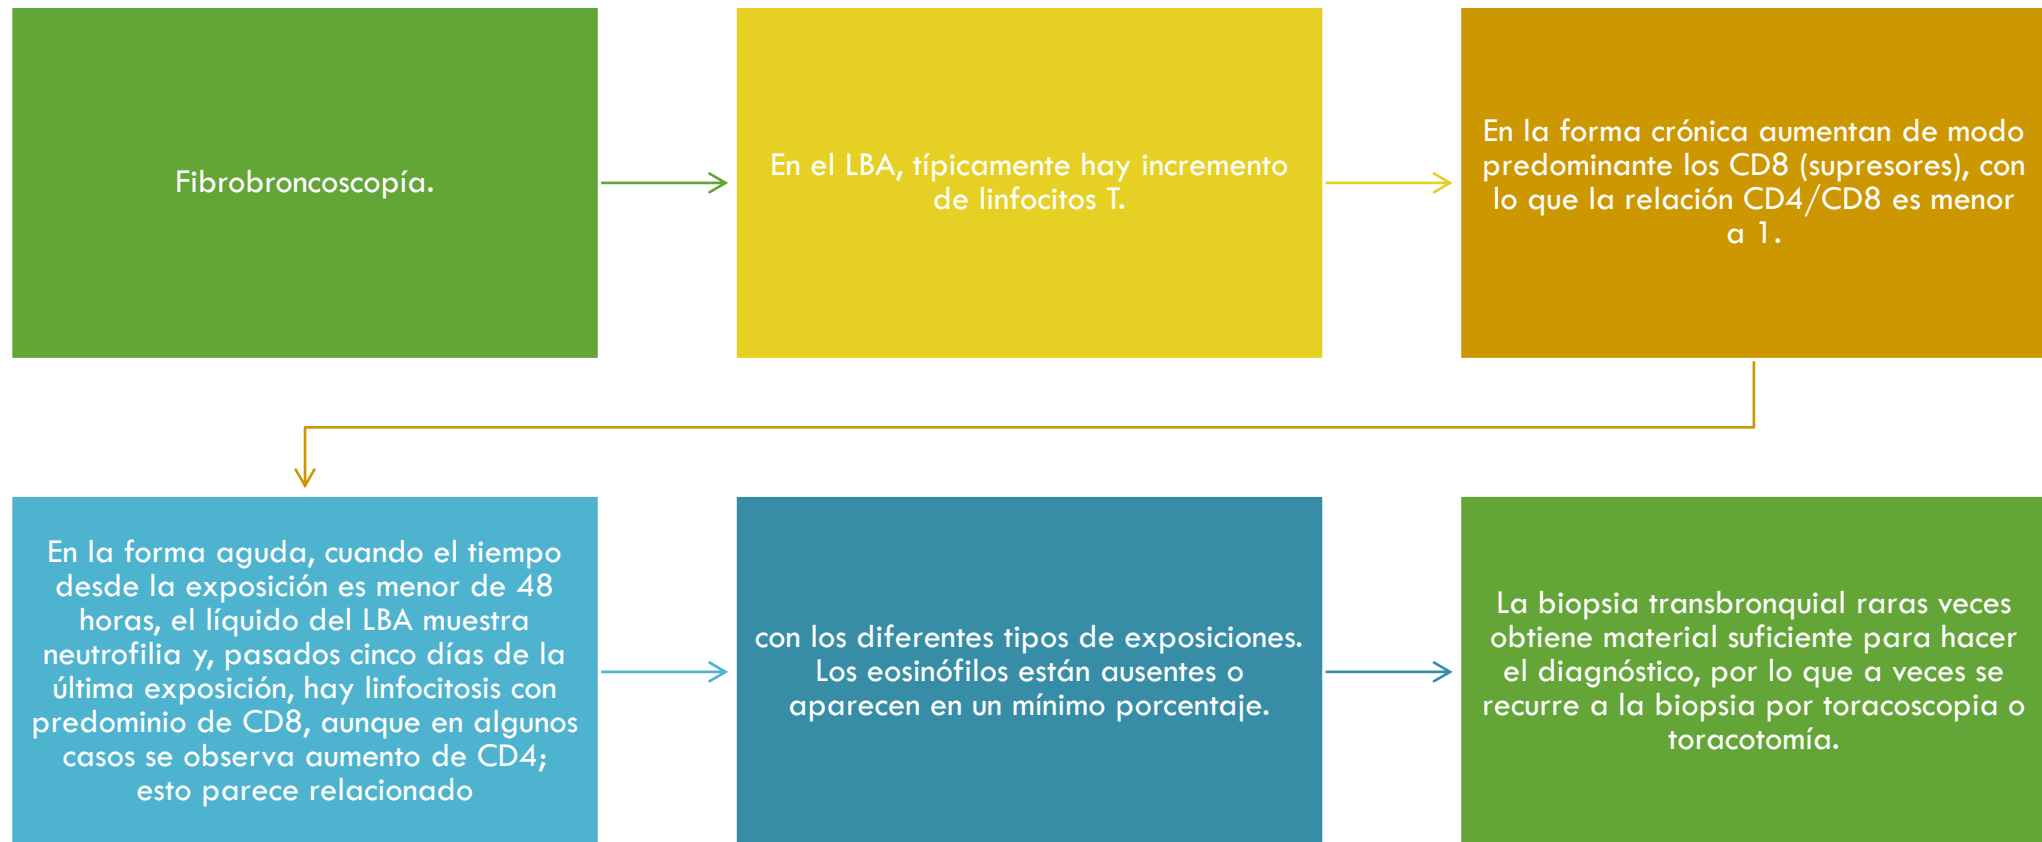 Fibrobroncoscopía.
En el LBA, típicamente hay incremento
de linfocitos T.
En la forma crónica aumentan de modo
predominante los CD8 (supresores), con
lo que la relación CD4/CD8 es menor
a 1.
En la forma aguda, cuando el tiempo
desde la exposición es menor de 48
horas, el líquido del LBA muestra
neutrofilia y, pasados cinco días de la
última exposición, hay linfocitosis con
predominio de CD8, aunque en algunos
casos se observa aumento de CD4;
esto parece relacionado
con los diferentes tipos de exposiciones.
Los eosinófilos están ausentes o
aparecen en un mínimo porcentaje.
La biopsia transbronquial raras veces
obtiene material suficiente para hacer
el diagnóstico, por lo que a veces se
recurre a la biopsia por toracoscopia o
toracotomía.